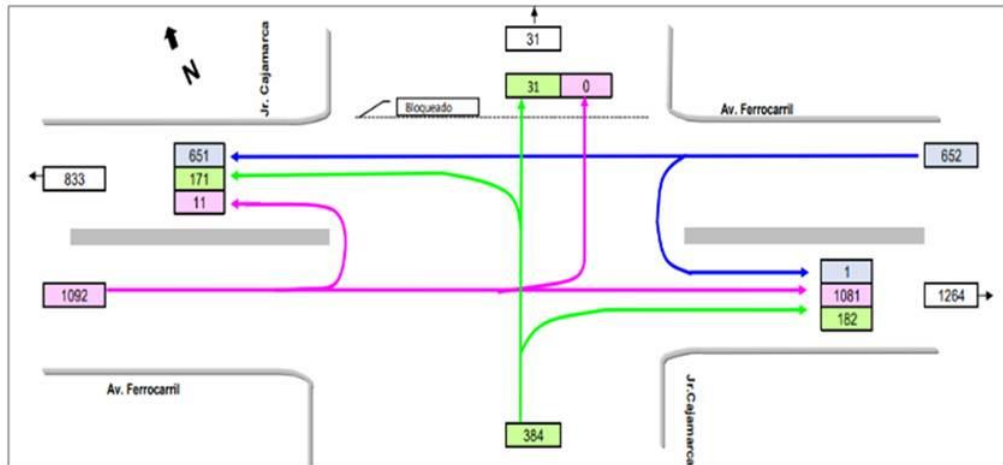 31
31 0
Jr. Cajamarca
N
Bloqueado
Av. Ferrocarril
651
652
171
833
11
1
1092
1081
1264
182
Av. Ferrocarril
Jr.Cajamarca
384